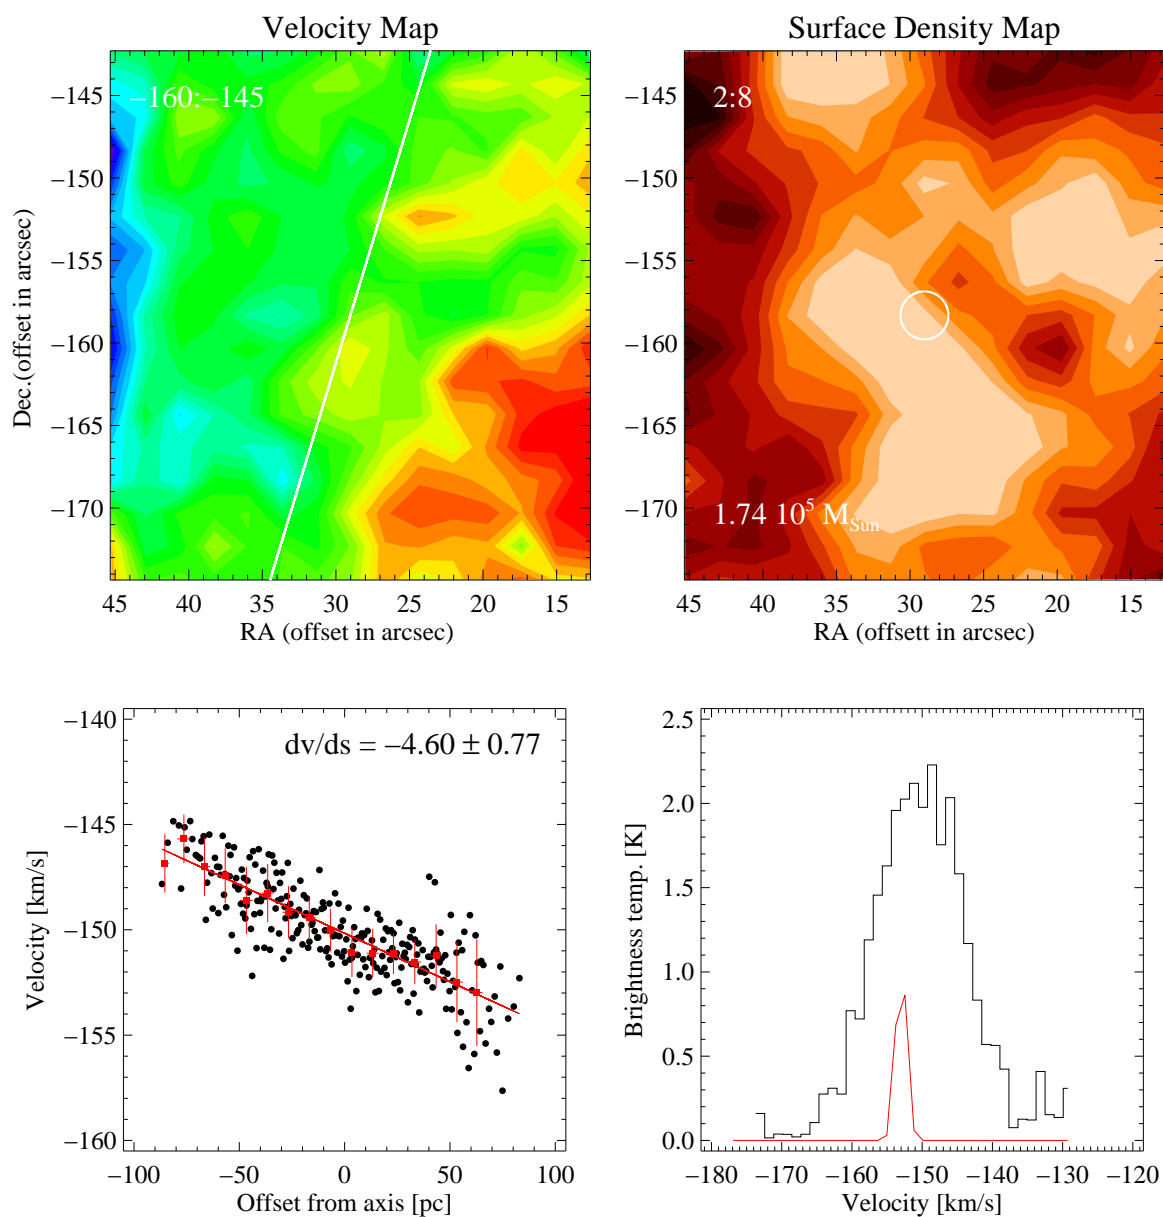 Velocity Map
Surface Density Map
−160:−145
2:8
1.74 10^5 M_Sun
−145
−150
−155
−160
−165
−170
Dec.(offset in arcsec)
45 40 35 30 25 20 15
RA (offset in arcsec)
−145
−150
−155
−160
−165
−170
45 40 35 30 25 20 15
RA (offsett in arcsec)
dv/ds = −4.60 ± 0.77
−140
−145
−150
−155
−160
Velocity [km/s]
−100 −50 0 50 100
Offset from axis [pc]
2.5
2.0
1.5
1.0
0.5
0.0
Brightness temp. [K]
−180 −170 −160 −150 −140 −130 −120
Velocity [km/s]